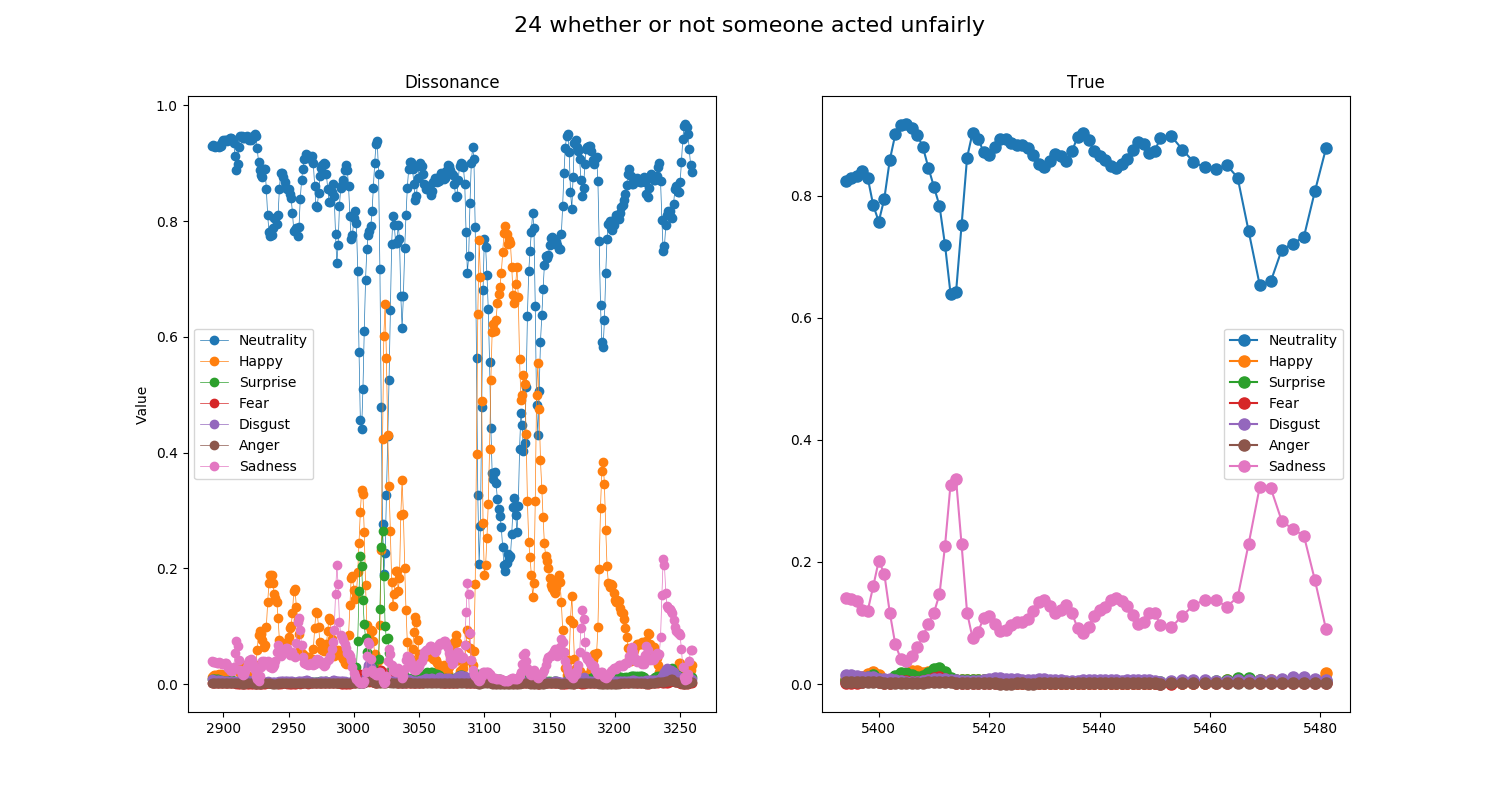 24 whether or not someone acted unfairly
Dissonance
Value
1.0
0.8
0.6
0.4
0.2
0.0
Neutrality
Happy
Surprise
Fear
Disgust
Anger
Sadness
2900 2950 3000 3050 3100 3150 3200 3250
True
0.8
0.6
0.4
0.2
0.0
Neutrality
Happy
Surprise
Fear
Disgust
Anger
Sadness
5400 5420 5440 5460 5480